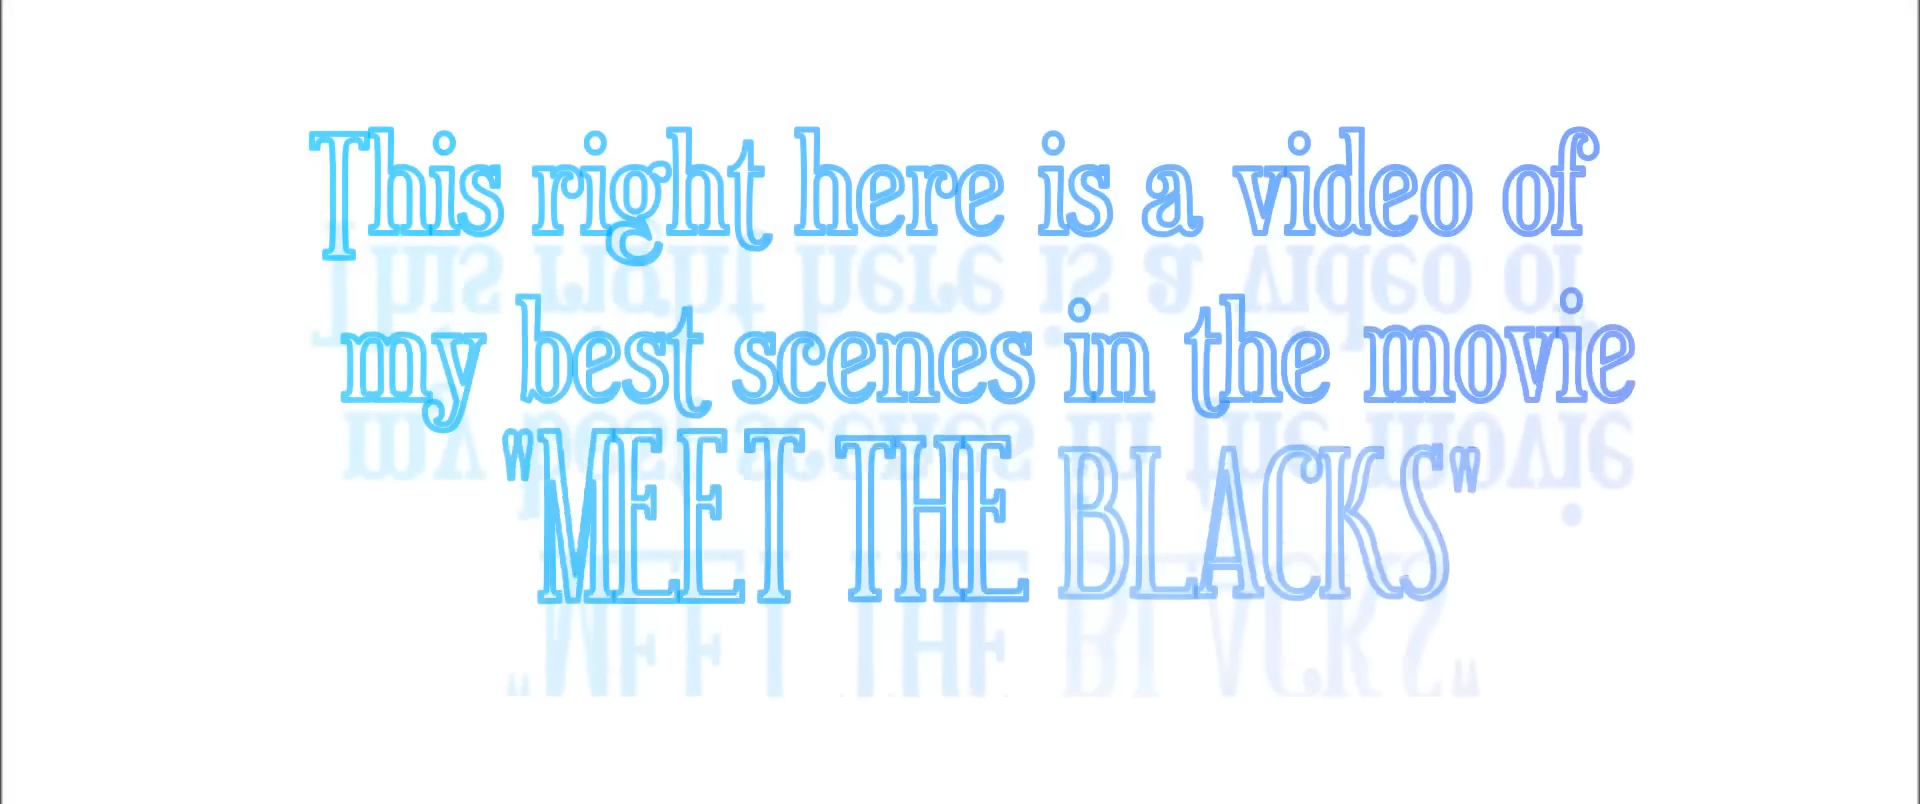 This right here is a video of
my best scenes in the movie
"MEET THE BLACKS"